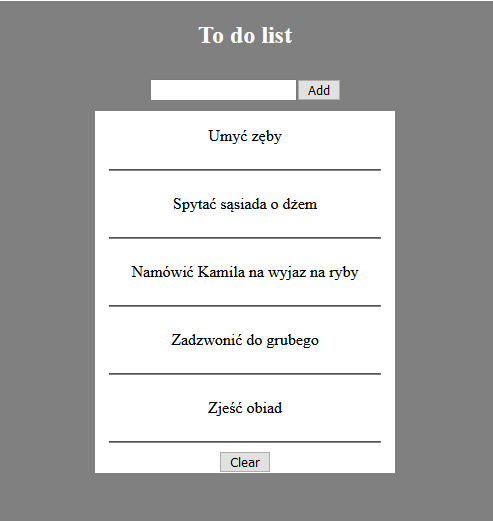 To do list
Add
Umyć zęby
Spytać sąsiada o dżem
Namówić Kamila na wyjaz na ryby
Zadzwonić do grubego
Zjeść obiad
Clear